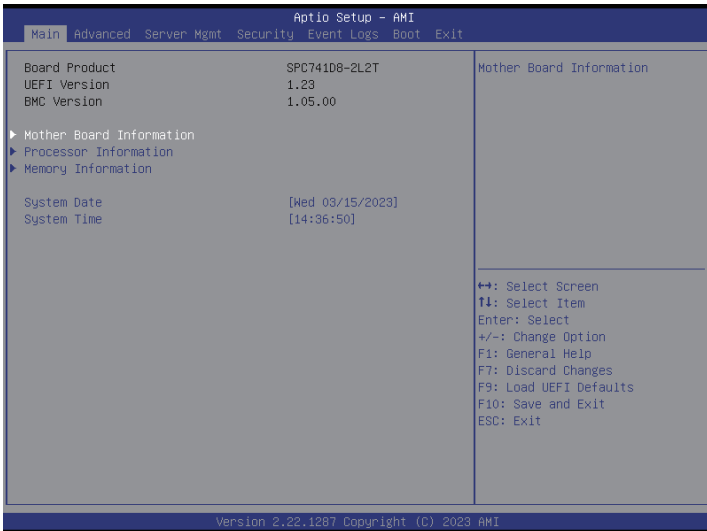 Aptio Setup – AMI
Main Advanced Server Mgmt Security Event Logs Boot Exit
Board Product SPC741D8-2L2T
UEFI Version 1.23
BMC Version 1.05.00
Mother Board Information
Processor Information
Memory Information
System Date [Wed 03/15/2023]
System Time [14:36:50]
Mother Board Information
↔: Select Screen
↑↓: Select Item
Enter: Select
+/-: Change Option
F1: General Help
F7: Discard Changes
F9: Load UEFI Defaults
F10: Save and Exit
ESC: Exit
Version 2.22.1287 Copyright (C) 2023 AMI